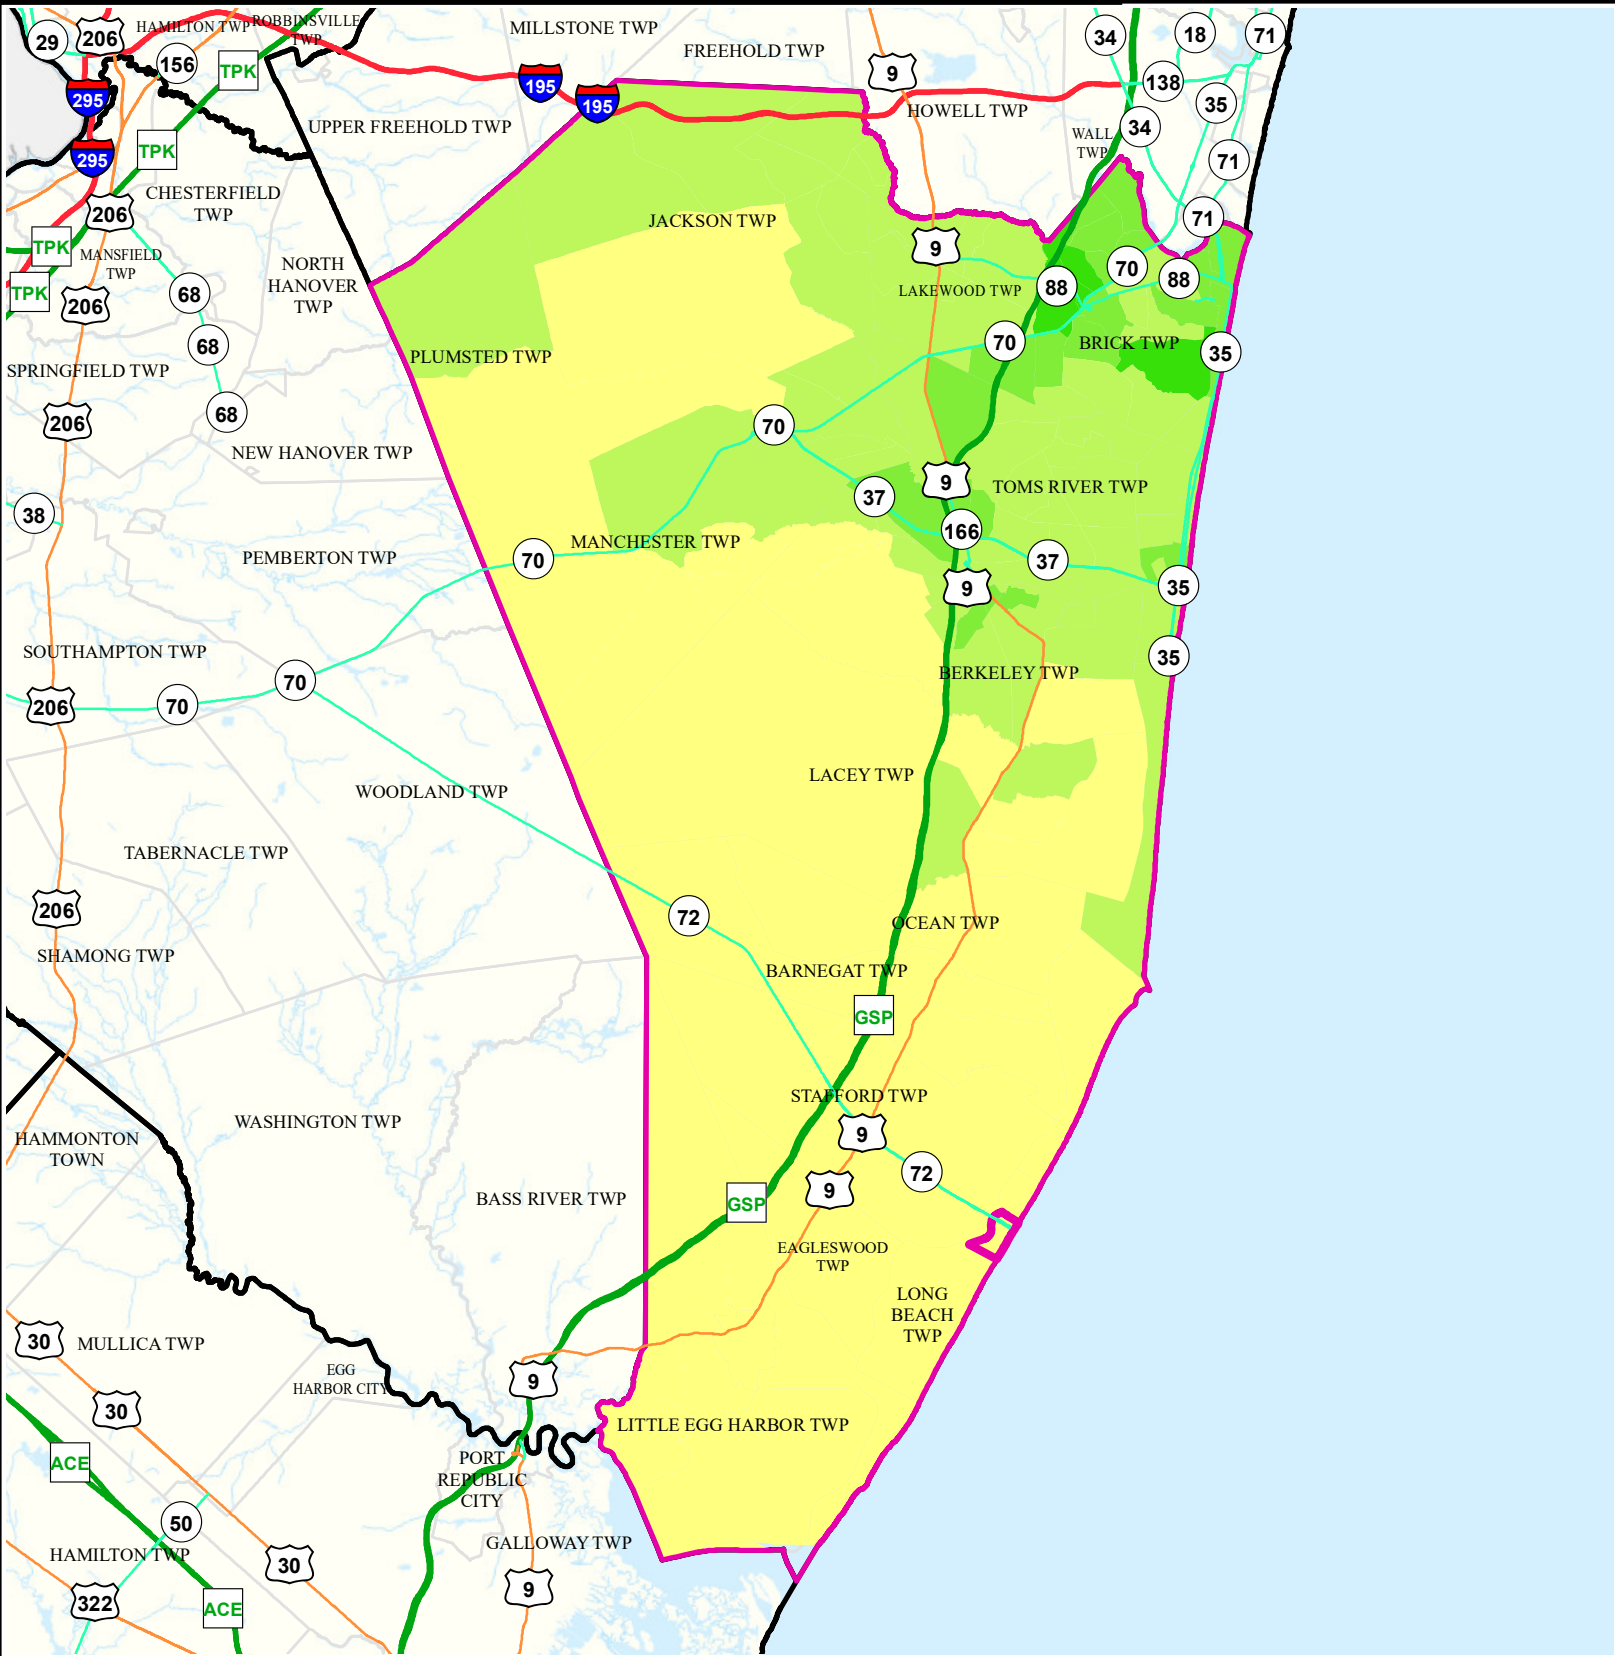 HAMILTON TWP
ROBBINSVILLE
TWP
MILLSTONE TWP
FREEHOLD TWP
29
206
156
TPK
295
195
195
9
34
18
71
138
35
HOWELL TWP
UPPER FREEHOLD TWP
WALL
TWP
34
TPK
295
71
CHESTERFIELD
TWP
206
JACKSON TWP
71
TPK
MANSFIELD
TWP
9
NORTH
HANOVER
TWP
70
88
88
LAKEWOOD TWP
TPK
206
68
68
70
BRICK TWP
35
PLUMSTED TWP
SPRINGFIELD TWP
68
206
70
NEW HANOVER TWP
9
TOMS RIVER TWP
37
38
166
MANCHESTER TWP
PEMBERTON TWP
70
37
9
35
SOUTHAMPTON TWP
35
BERKELEY TWP
70
206
70
LACEY TWP
WOODLAND TWP
TABERNACLE TWP
206
72
OCEAN TWP
SHAMONG TWP
BARNEGAT TWP
GSP
STAFFORD TWP
WASHINGTON TWP
HAMMONTON
TOWN
9
72
9
BASS RIVER TWP
GSP
EAGLESWOOD
TWP
LONG
BEACH
TWP
30
MULLICA TWP
EGG
HARBOR CITY
9
30
LITTLE EGG HARBOR TWP
ACE
PORT
REPUBLIC
CITY
50
GALLOWAY TWP
HAMILTON TWP
30
9
322
ACE